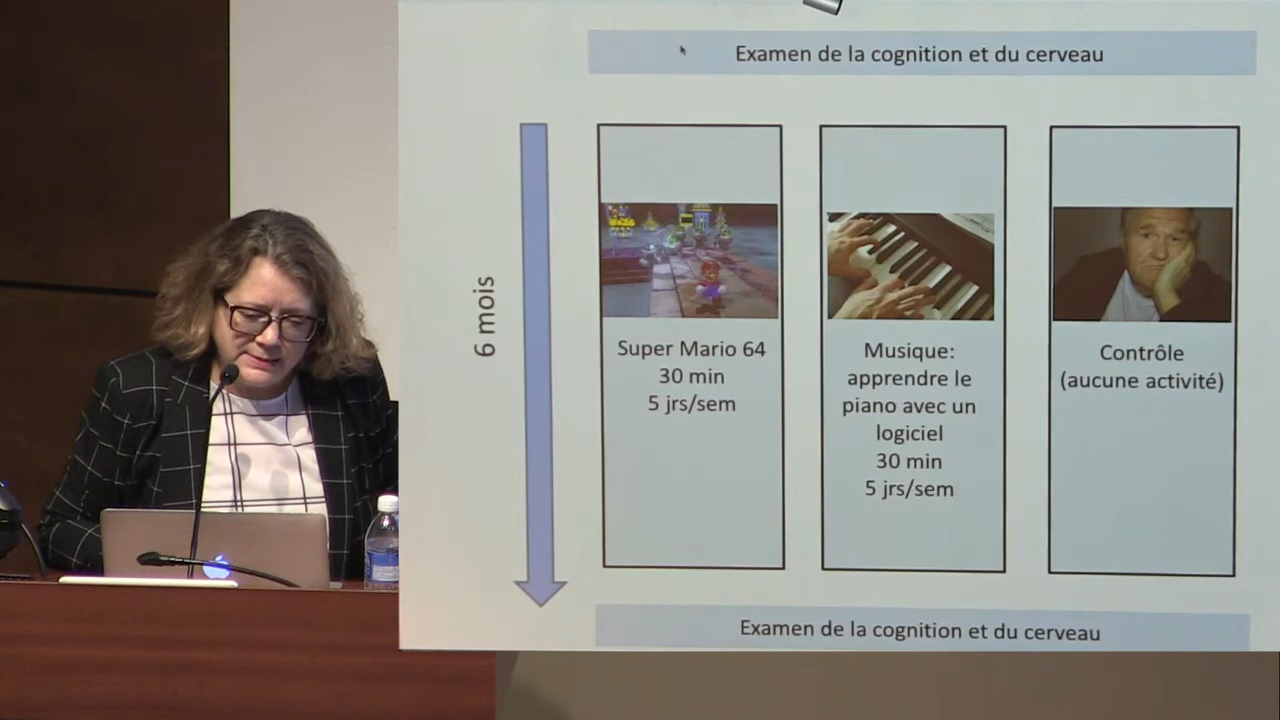 Examen de la cognition et du cerveau
6 mois
Super Mario 64
30 min
5 jrs/sem
Musique:
apprendre le
piano avec un
logiciel
30 min
5 jrs/sem
Contrôle
(aucune activité)
Examen de la cognition et du cerveau